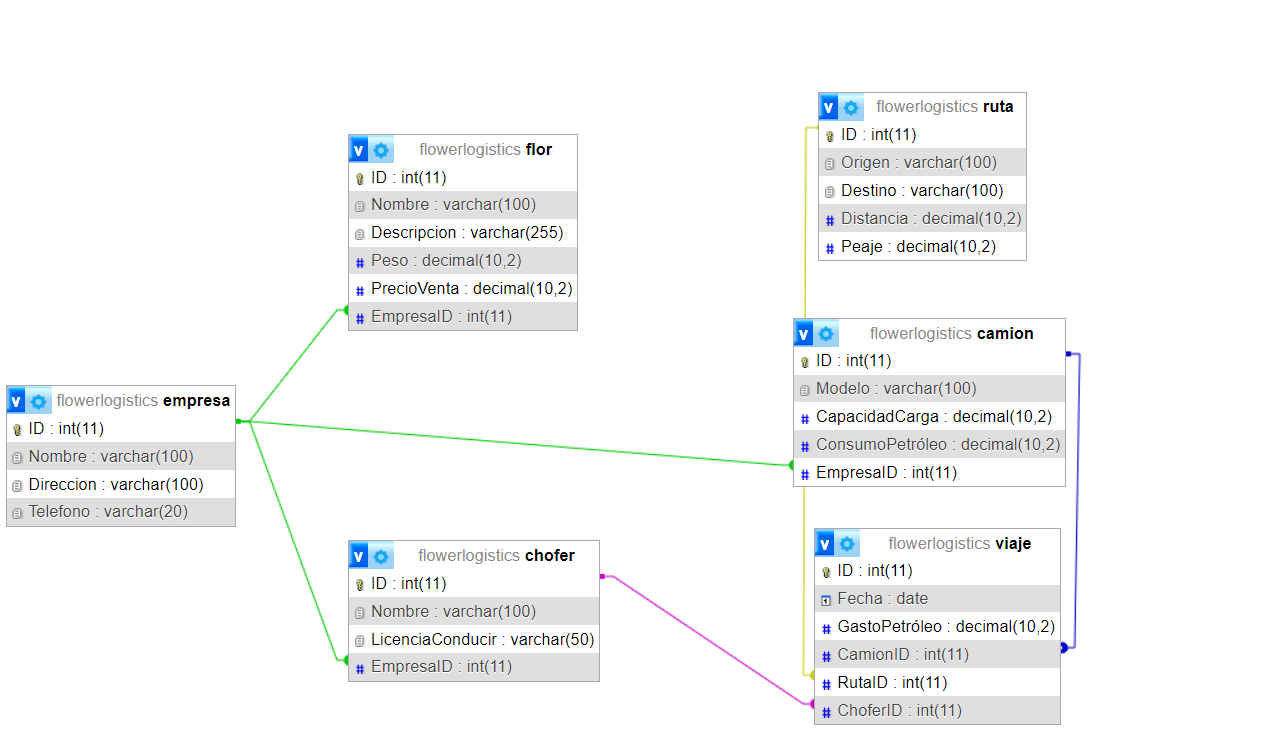 flowerlogistics empresa
ID : int(11)
Nombre : varchar(100)
Direccion : varchar(100)
Telefono : varchar(20)
flowerlogistics flor
ID : int(11)
Nombre : varchar(100)
Descripcion : varchar(255)
Peso : decimal(10,2)
PrecioVenta : decimal(10,2)
EmpresaID : int(11)
flowerlogistics chofer
ID : int(11)
Nombre : varchar(100)
LicenciaConducir : varchar(50)
EmpresaID : int(11)
flowerlogistics ruta
ID : int(11)
Origen : varchar(100)
Destino : varchar(100)
Distancia : decimal(10,2)
Peaje : decimal(10,2)
flowerlogistics camion
ID : int(11)
Modelo : varchar(100)
CapacidadCarga : decimal(10,2)
ConsumoPetróleo : decimal(10,2)
EmpresaID : int(11)
flowerlogistics viaje
ID : int(11)
Fecha : date
GastoPetróleo : decimal(10,2)
CamionID : int(11)
RutaID : int(11)
ChoferID : int(11)